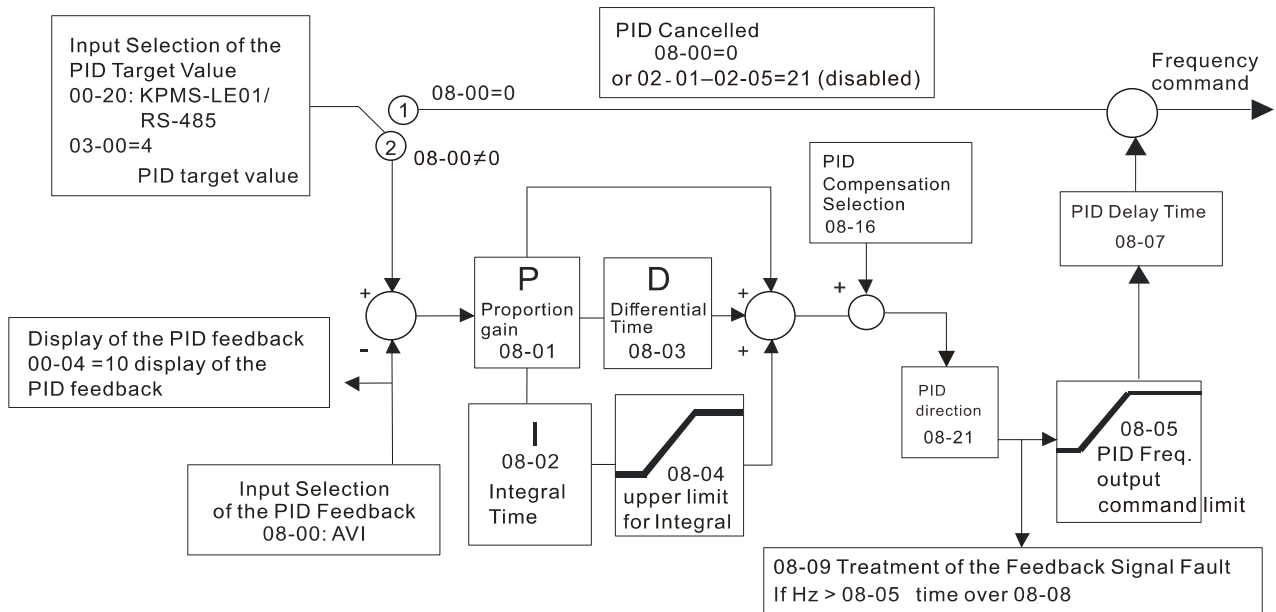 Input Selection of the
PID Target Value
00-20: KPMS-LE01/
RS-485
03-00=4
PID target value
PID Cancelled
08-00=0
or 02-01–02-05=21 (disabled)
Frequency
command
1
08-00=0
2
08-00≠0
PID
Compensation
Selection
08-16
PID Delay Time
08-07
+
-
P
Proportion
gain
08-01
D
Differential
Time
08-03
+
+
+
Display of the PID feedback
00-04 =10 display of the
PID feedback
PID
direction
08-21
I
08-02
Integral
Time
08-04
upper limit
for Integral
08-05
PID Freq.
output
command limit
Input Selection
of the PID Feedback
08-00: AVI
08-09 Treatment of the Feedback Signal Fault
If Hz > 08-05 time over 08-08